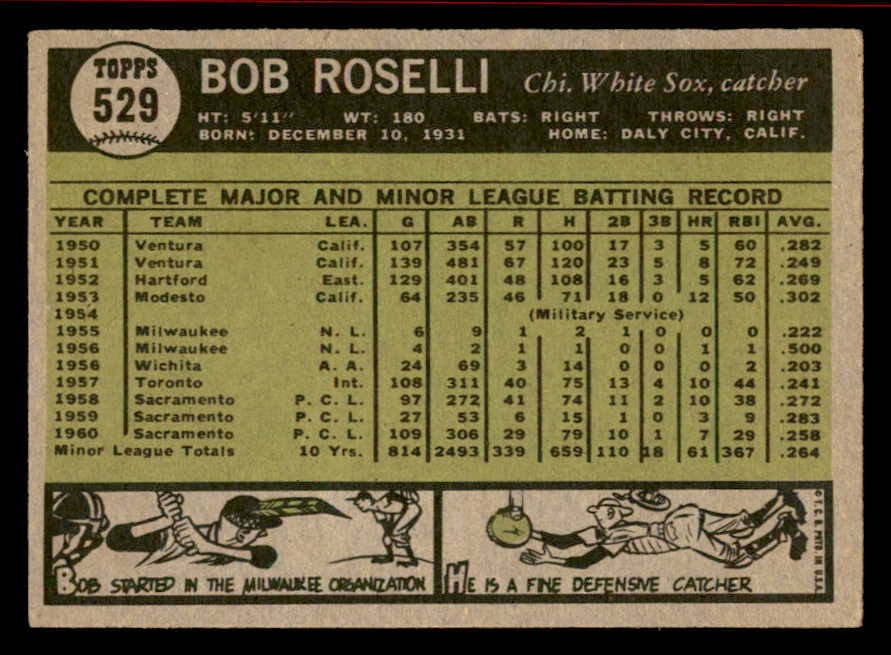 TOPPS
529
BOB ROSELLI Chi. White Sox, catcher
HT: 5'11" WT: 180 BATS: RIGHT THROWS: RIGHT
BORN: DECEMBER 10, 1931 HOME: DALY CITY, CALIF.
COMPLETE MAJOR AND MINOR LEAGUE BATTING RECORD
YEAR TEAM LEA. G AB R H 2B 3B HR RBI AVG.
1950 Ventura Calif. 107 354 57 100 17 3 5 60 .282
1951 Ventura Calif. 139 481 67 120 23 5 8 72 .249
1952 Hartford East. 129 401 48 108 16 3 5 62 .269
1953 Modesto Calif. 64 235 46 71 18 0 12 50 .302
1954 (Military Service)
1955 Milwaukee N. L. 6 9 1 2 1 0 0 0 .222
1956 Milwaukee N. L. 4 2 1 1 0 0 1 1 .500
1956 Wichita A. A. 24 69 3 14 0 0 0 2 .203
1957 Toronto Int. 108 311 40 75 13 4 10 44 .241
1958 Sacramento P. C. L. 97 272 41 74 11 2 10 38 .272
1959 Sacramento P. C. L. 27 53 6 15 1 0 3 9 .283
1960 Sacramento P. C. L. 109 306 29 79 10 1 7 29 .258
Minor League Totals 10 Yrs. 814 2493 339 659 110 18 61 367 .264
BOB STARTED IN THE MILWAUKEE ORGANIZATION
HE IS A FINE DEFENSIVE CATCHER
© T. C. G. PRTD. IN U.S.A.